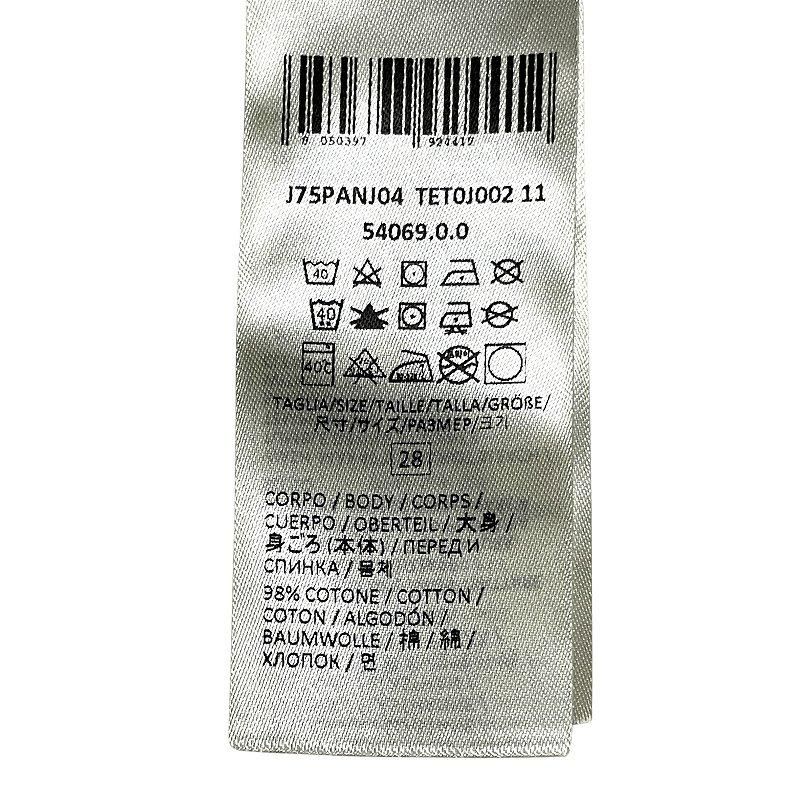 8 050397 924412
J75PANJ04 TET0J002 11
54069.0.0
40
40
40C
TAGLIA/SIZE/TAILLE/TALLA/GRÖßE/
尺寸/サイズ/РАЗМЕР/크기
28
CORPO / BODY / CORPS /
CUERPO / OBERTEIL / 大身 /
身ごろ (本体) / ПЕРЕД И
СПИНКА / 몸체
98% COTONE / COTTON /
COTON / ALGODÓN /
BAUMWOLLE / 棉 / 綿 /
ХЛОПОК / 면